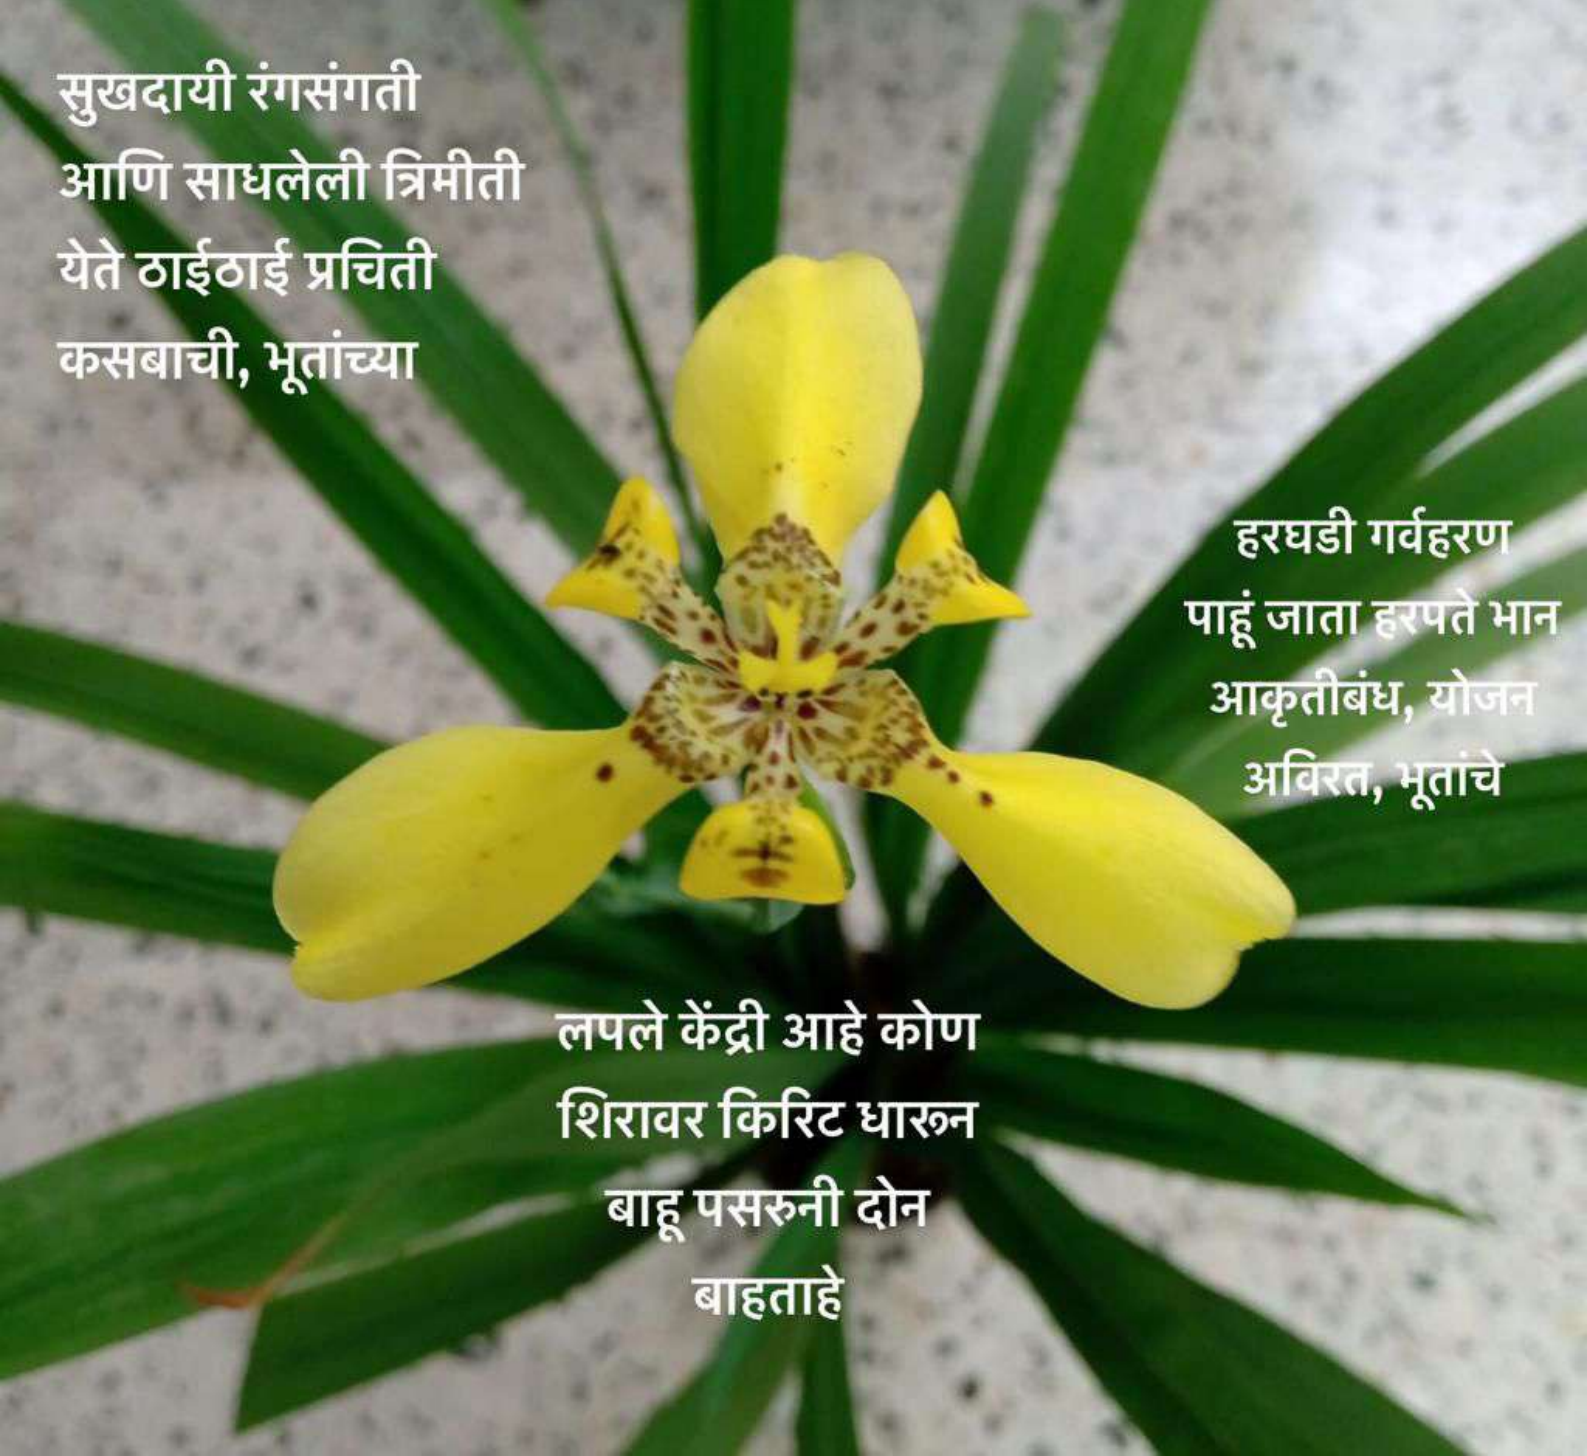 सुखदायी रंगसंगती
आणि साधलेली त्रिमीती
येते ठाईठाई प्रचिती
कसबाची, भूतांच्या
हरघडी गर्वहरण
पाहूं जाता हरपते भान
आकृतीबंध, योजन
अविरत, भूतांचे
लपले केंद्री आहे कोण
शिरावर किरिट धारून
बाहू पसरुनी दोन
बाहताहे